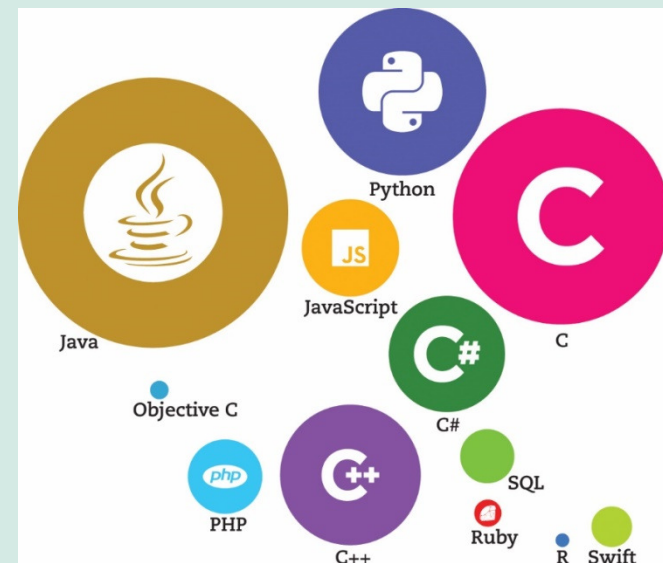 Python
JS
JavaScript
Java
C
C
C#
C#
Objective C
php
PHP
C++
C++
SQL
Ruby
R
Swift